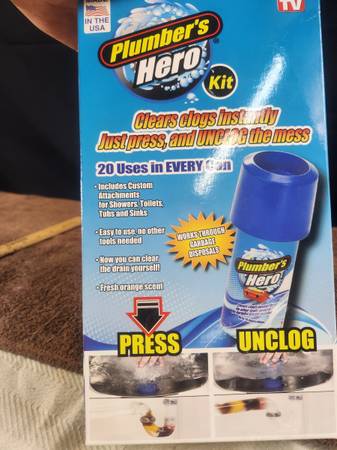 MADE
IN THE
USA
TV
Plumber's
Hero
Kit
Clears clogs instantly
Just press, and UNCLOG the mess
20 Uses in EVERY Can
• Includes Custom
Attachments
for Showers, Toilets,
Tubs and Sinks
• Easy to use, no other
tools needed
• Now you can clear
the drain yourself!
• Fresh orange scent
WORKS THROUGH
GARBAGE
DISPOSALS
Plumber's
Hero
PRESS
UNCLOG